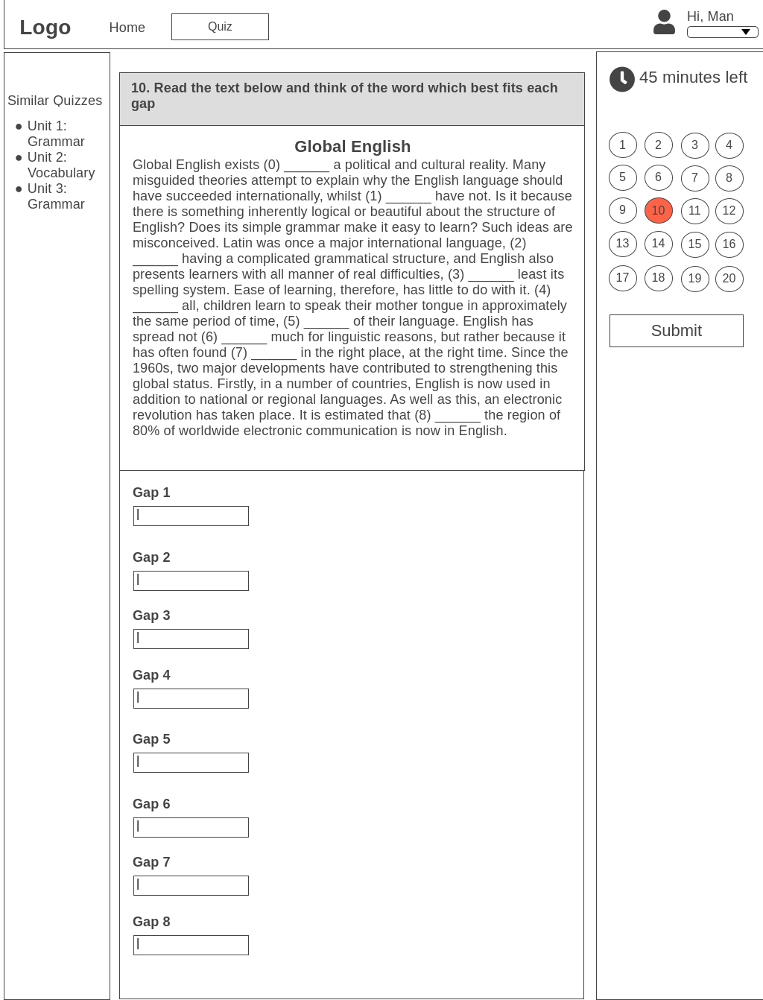 Logo
Home
Quiz
Hi, Man
Similar Quizzes
● Unit 1:
Grammar
● Unit 2:
Vocabulary
● Unit 3:
Grammar
10. Read the text below and think of the word which best fits each
gap
Global English
Global English exists (0) ______ a political and cultural reality. Many
misguided theories attempt to explain why the English language should
have succeeded internationally, whilst (1) ______ have not. Is it because
there is something inherently logical or beautiful about the structure of
English? Does its simple grammar make it easy to learn? Such ideas are
misconceived. Latin was once a major international language, (2)
______ having a complicated grammatical structure, and English also
presents learners with all manner of real difficulties, (3) ______ least its
spelling system. Ease of learning, therefore, has little to do with it. (4)
______ all, children learn to speak their mother tongue in approximately
the same period of time, (5) ______ of their language. English has
spread not (6) ______ much for linguistic reasons, but rather because it
has often found (7) ______ in the right place, at the right time. Since the
1960s, two major developments have contributed to strengthening this
global status. Firstly, in a number of countries, English is now used in
addition to national or regional languages. As well as this, an electronic
revolution has taken place. It is estimated that (8) ______ the region of
80% of worldwide electronic communication is now in English.
Gap 1
Gap 2
Gap 3
Gap 4
Gap 5
Gap 6
Gap 7
Gap 8
45 minutes left
1 2 3 4
5 6 7 8
9 10 11 12
13 14 15 16
17 18 19 20
Submit